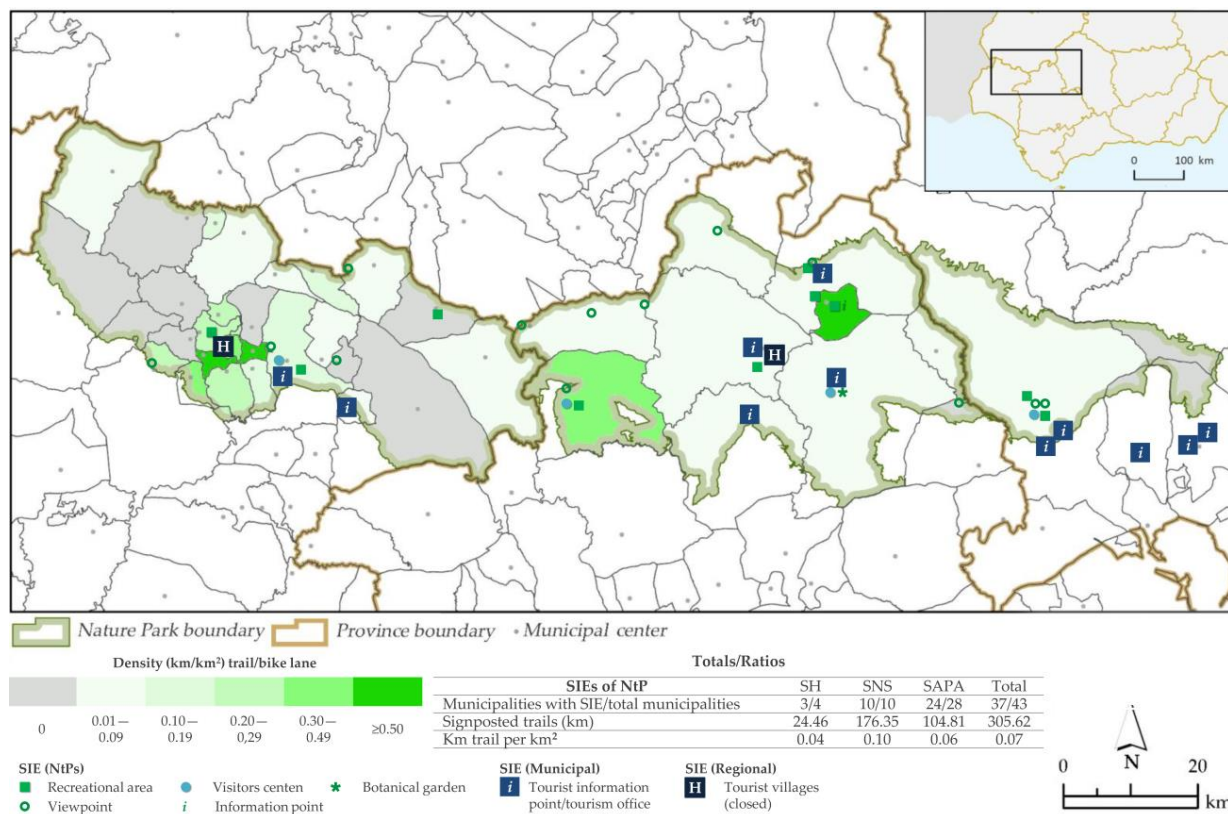 0 100 km
H
i
i
i
i
i
H
i
i
i
i
i
i
i
i
Nature Park boundary Province boundary Municipal center
Density (km/km²) trail/bike lane
0
0.01—
0.09
0.10—
0.19
0.20—
0,29
0.30—
0.49
≥0.50
Totals/Ratios
SIEs of NtP SH SNS SAPA Total
Municipalities with SIE/total municipalities 3/4 10/10 24/28 37/43
Signposted trails (km) 24.46 176.35 104.81 305.62
Km trail per km² 0.04 0.10 0.06 0.07
SIE (NtPs)
Recreational area
Visitors centen
Botanical garden
Viewpoint
i Information point
SIE (Municipal)
i Tourist information
point/tourism office
SIE (Regional)
H Tourist villages
(closed)
N
0 20
km